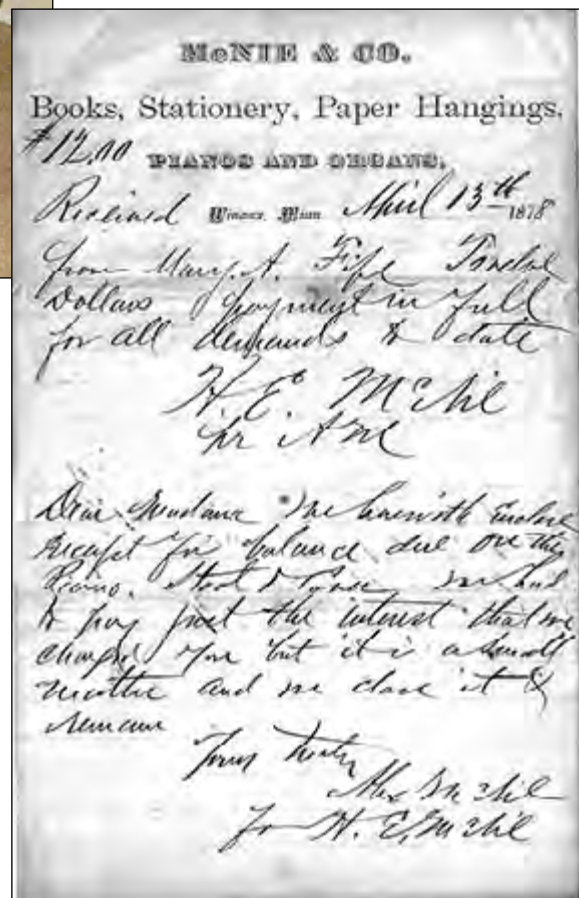 McNIE & CO.
Books, Stationery, Paper Hangings,
$12.00 PIANOS AND ORGANS,
Received Winona, Minn. April 13th 1878
from Mary. A. Fife Twelve
Dollars payment in full
for all demands to date
H. E. McNie
pr A M
Dear Madame We herewith Enclose
Receipt for balance due on the
Piano. Stool & we had
to pay just the interest that we
charged you but it is a small
matter and we close it &
remain
Yours truly
Alex McNie
for H. E. McNie